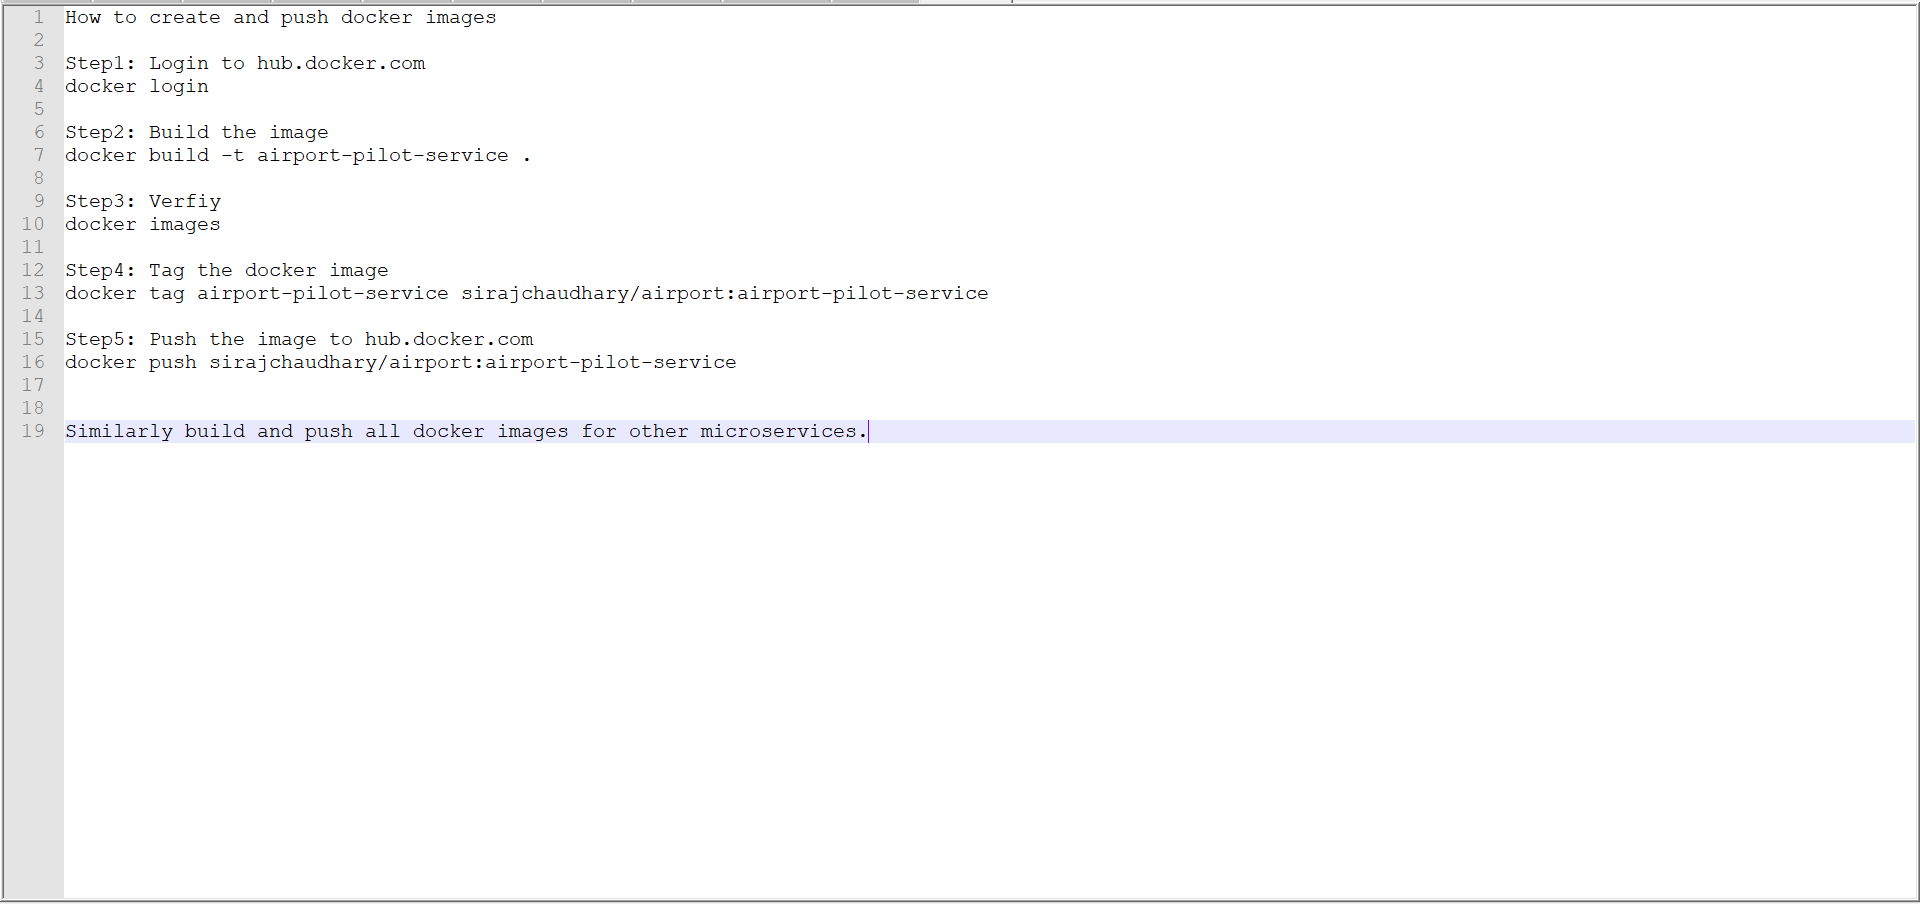 1 How to create and push docker images
2
3 Step1: Login to hub.docker.com
4 docker login
5
6 Step2: Build the image
7 docker build -t airport-pilot-service .
8
9 Step3: Verfiy
10 docker images
11
12 Step4: Tag the docker image
13 docker tag airport-pilot-service sirajchaudhary/airport:airport-pilot-service
14
15 Step5: Push the image to hub.docker.com
16 docker push sirajchaudhary/airport:airport-pilot-service
17
18
19 Similarly build and push all docker images for other microservices.